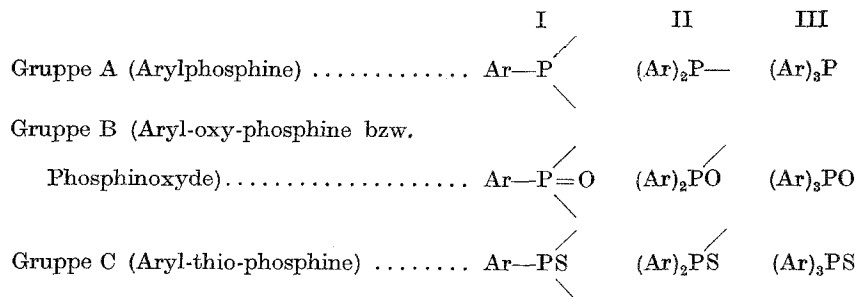 I II III
Gruppe A (Arylphosphine) .................. Ar—P (Ar)₂P— (Ar)₃P
Gruppe B (Aryl-oxy-phosphine bzw.
Phosphinoxyde)...................... Ar—P=O (Ar)₂PO (Ar)₃PO
Gruppe C (Aryl-thio-phosphine) ........ Ar—PS (Ar)₂PS (Ar)₃PS